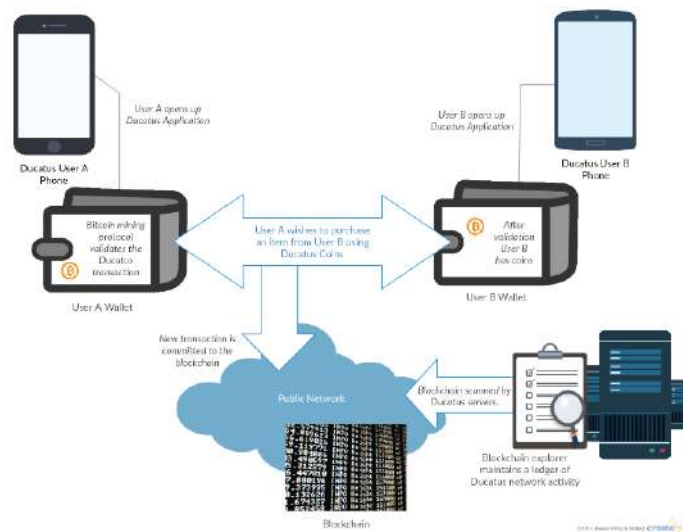 User A opens up
Ducatus Application
User B opens up
Ducatus Application
Ducatus User A
Phone
Ducatus User B
Phone
Bitcoin mining
protocol
validates the
Ducatus
transaction
User A wishes to purchase
an item from User B using
Ducatus Coins
After
validation
User B
has coins
User A Wallet
User B Wallet
New transaction is
committed to the
blockchain
Public Network
Blockchain scanned by
Ducatus servers.
Blockchain explorer
maintains a ledger of
Ducatus network activity
Blockchain